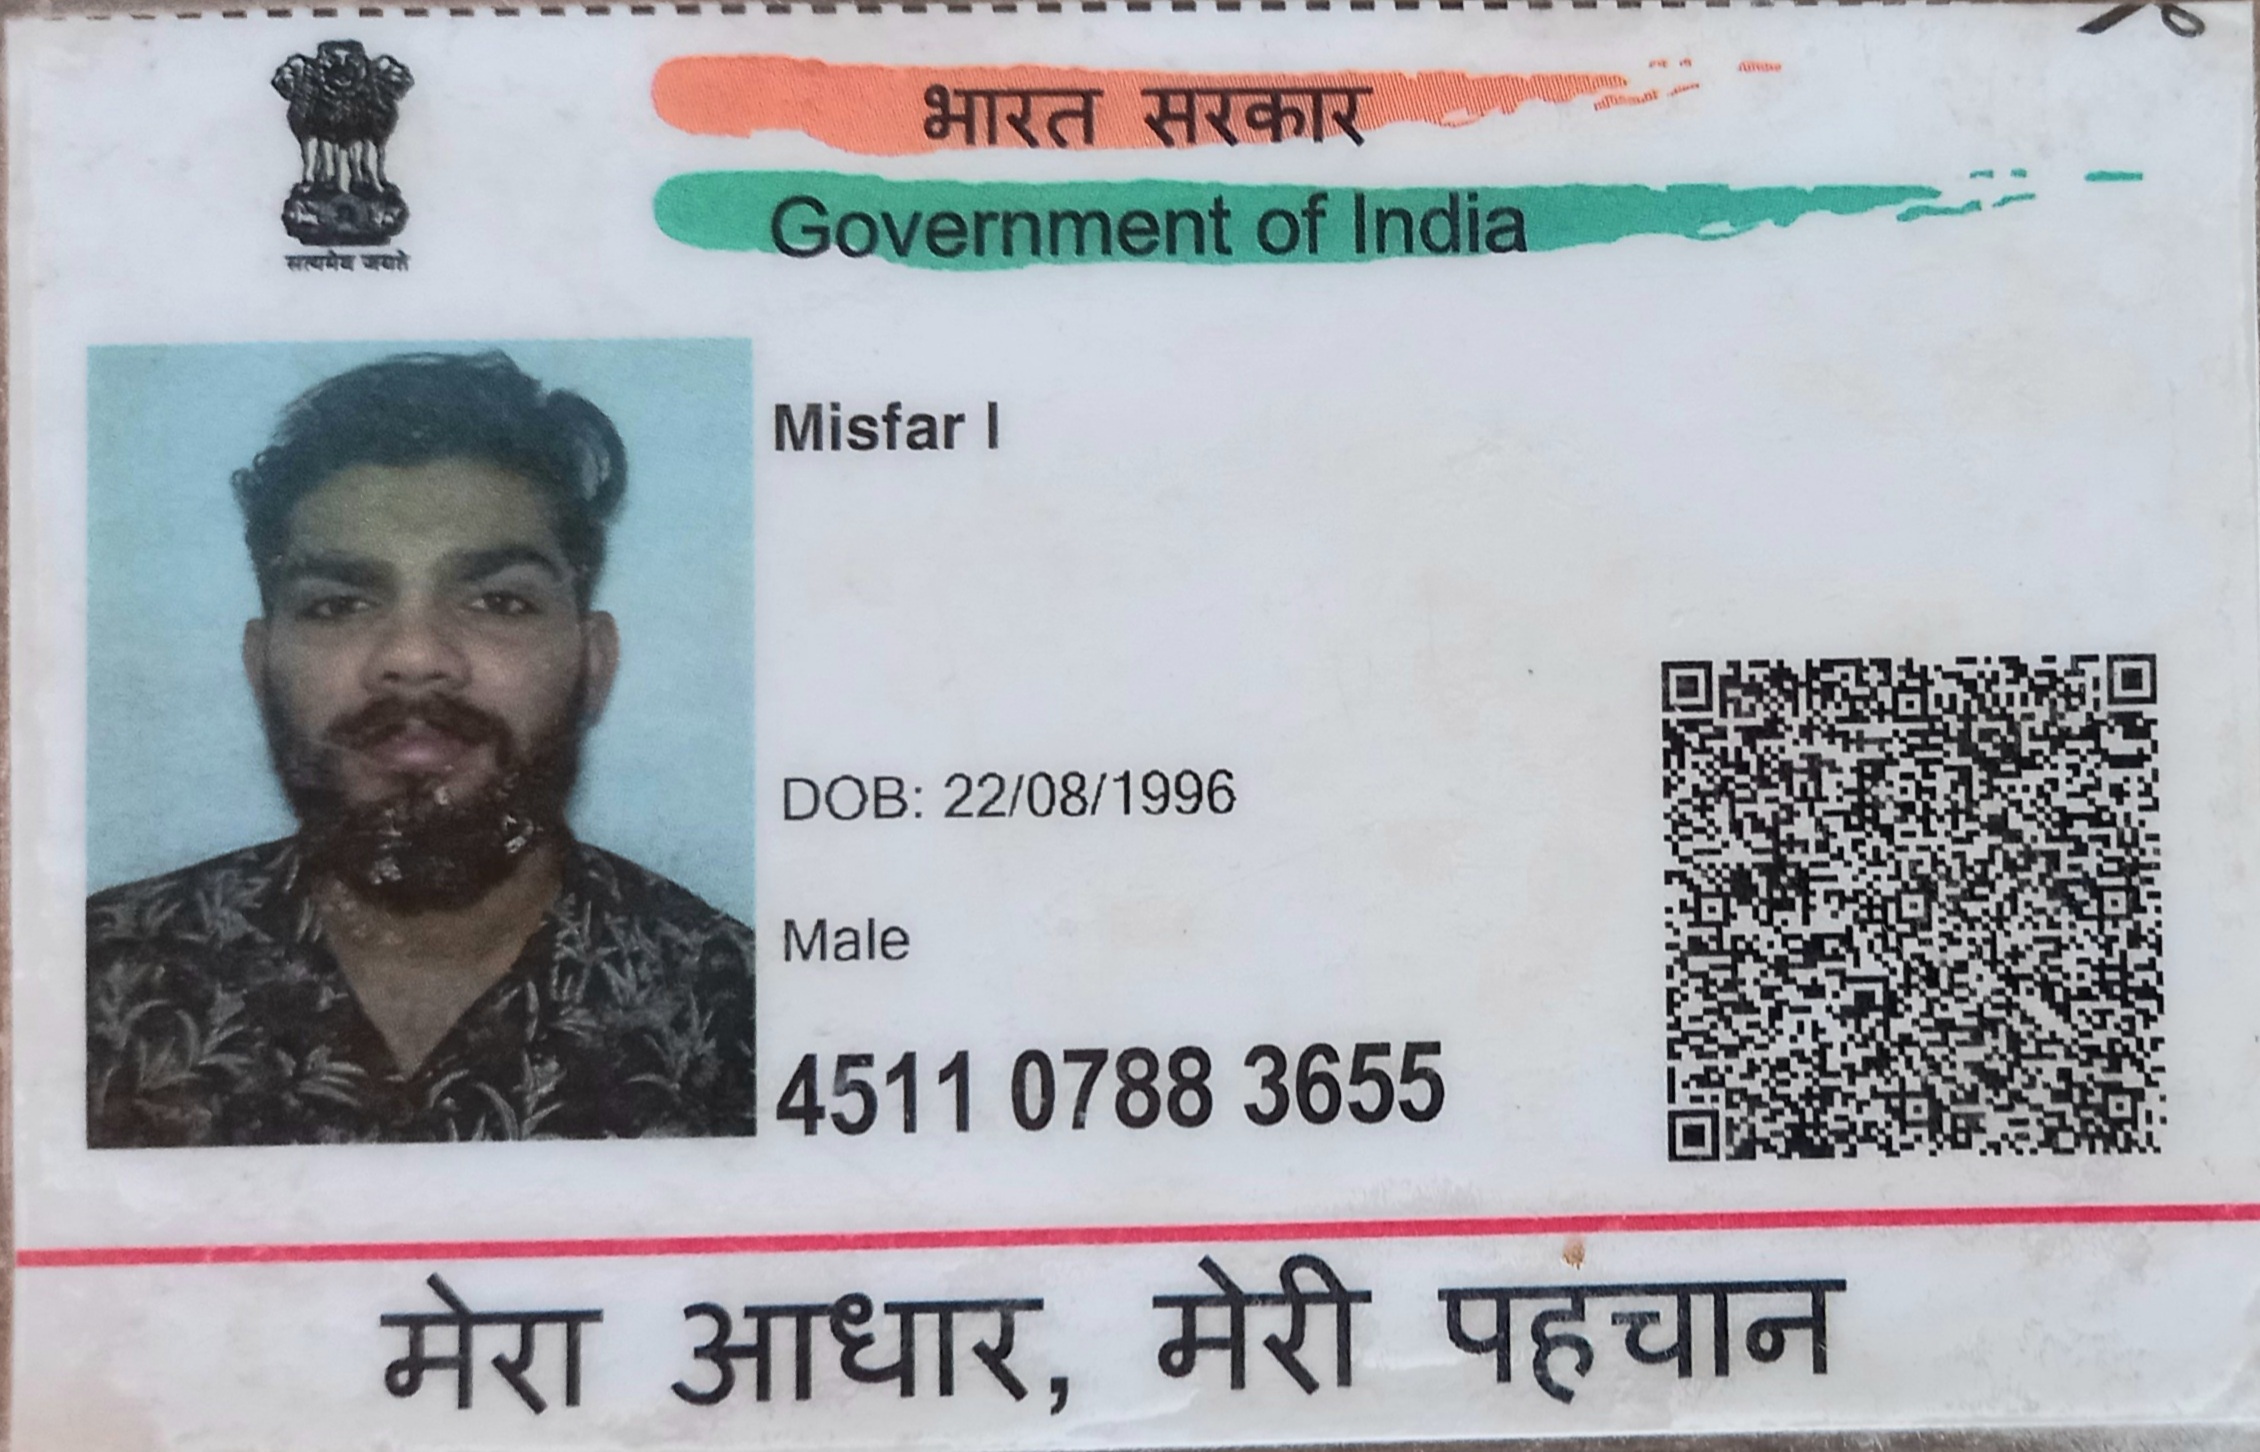 सत्यमेव जयते
भारत सरकार
Government of India
Misfar I
DOB: 22/08/1996
Male
4511 0788 3655
मेरा आधार, मेरी पहचान